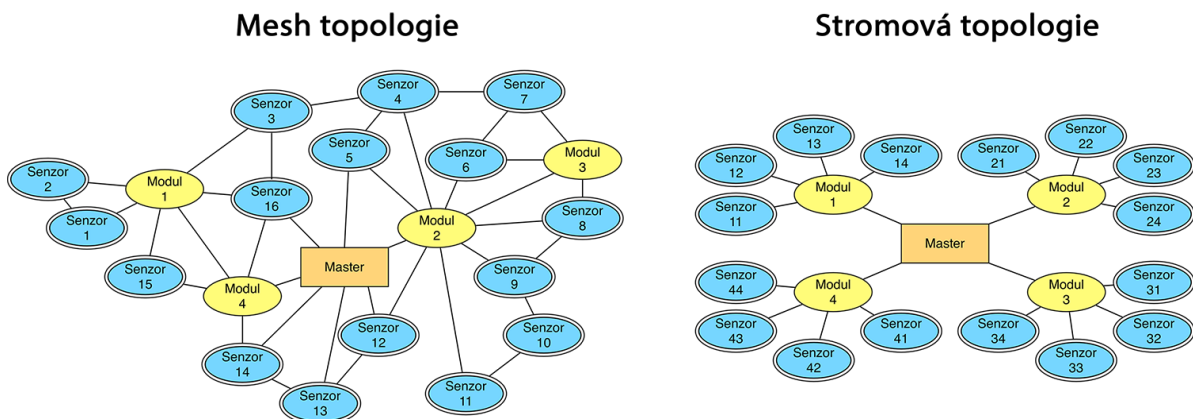 Mesh topologie
Stromová topologie
Senzor
4
Senzor
7
Senzor
3
Senzor
5
Senzor
6
Modul
3
Senzor
2
Modul
1
Senzor
16
Senzor
1
Modul
2
Senzor
8
Senzor
15
Master
Modul
4
Senzor
9
Senzor
12
Senzor
10
Senzor
14
Senzor
13
Senzor
11
Senzor
13
Senzor
22
Senzor
12
Senzor
14
Senzor
21
Senzor
23
Modul
1
Modul
2
Senzor
11
Senzor
24
Master
Senzor
44
Modul
4
Modul
3
Senzor
31
Senzor
43
Senzor
41
Senzor
34
Senzor
32
Senzor
42
Senzor
33